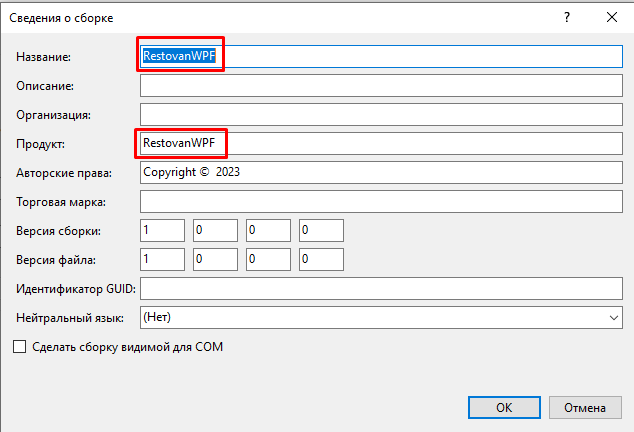 Сведения о сборке ?
Название: RestovanWPF
Описание:
Организация:
Продукт: RestovanWPF
Авторские права: Copyright ©  2023
Торговая марка:
Версия сборки: 1 0 0 0
Версия файла: 1 0 0 0
Идентификатор GUID:
Нейтральный язык: (Нет)
Сделать сборку видимой для COM
OK Отмена